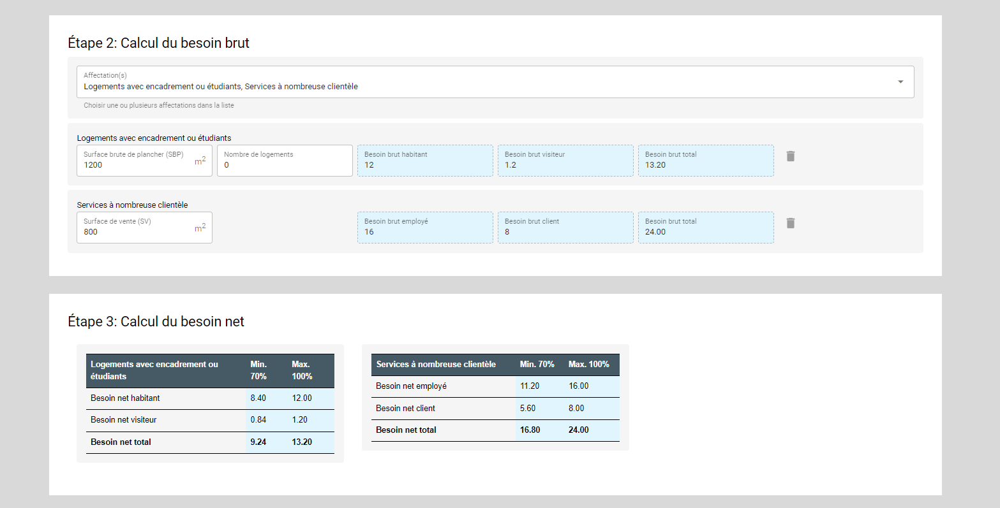 Étape 2: Calcul du besoin brut
Affectation(s)
Logements avec encadrement ou étudiants, Services à nombreuse clientèle
Choisir une ou plusieurs affectations dans la liste
Logements avec encadrement ou étudiants
Surface brute de plancher (SBP) Nombre de logements Besoin brut habitant Besoin brut visiteur Besoin brut total
1200 m² 0 12 1.2 13.20
Services à nombreuse clientèle
Surface de vente (SV) Besoin brut employé Besoin brut client Besoin brut total
800 m² 16 8 24.00
Étape 3: Calcul du besoin net
Logements avec encadrement ou Min. Max.
étudiants 70% 100%
Besoin net habitant 8.40 12.00
Besoin net visiteur 0.84 1.20
Besoin net total 9.24 13.20
Services à nombreuse clientèle Min. 70% Max. 100%
Besoin net employé 11.20 16.00
Besoin net client 5.60 8.00
Besoin net total 16.80 24.00